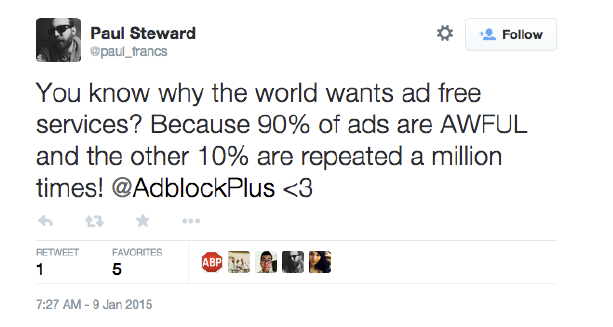 Paul Steward
@paul_francs
Follow
You know why the world wants ad free
services? Because 90% of ads are AWFUL
and the other 10% are repeated a million
times! @AdblockPlus <3
RETWEET FAVORITES
1 5
ABP
7:27 AM - 9 Jan 2015